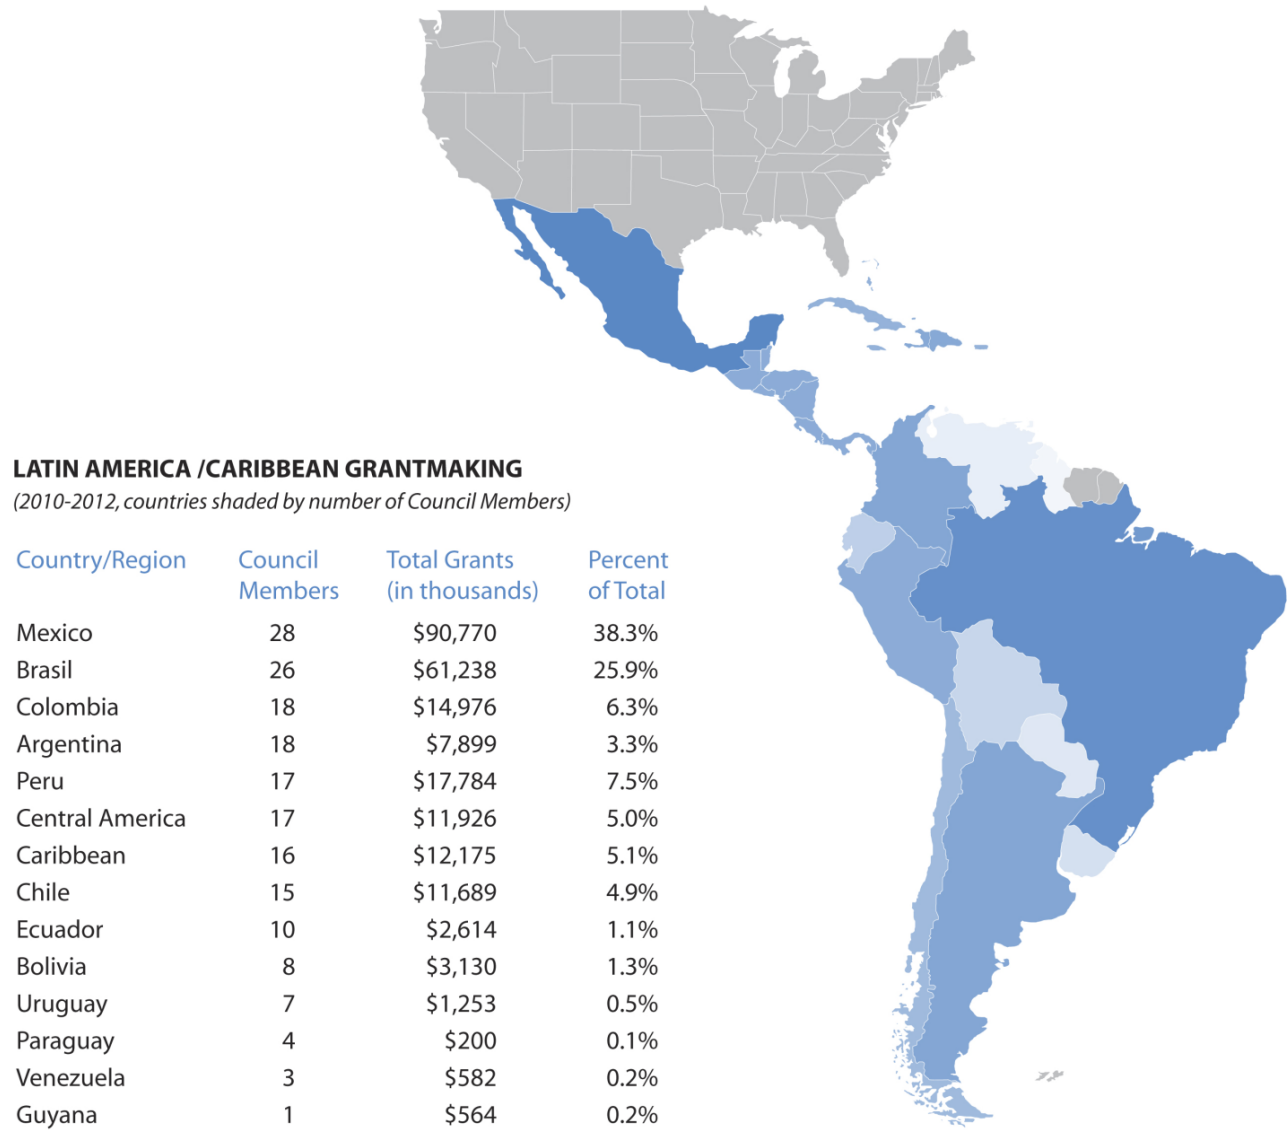 LATIN AMERICA /CARIBBEAN GRANTMAKING
(2010-2012, countries shaded by number of Council Members)
Country/Region Council Members Total Grants (in thousands) Percent of Total
Mexico 28 $90,770 38.3%
Brasil 26 $61,238 25.9%
Colombia 18 $14,976 6.3%
Argentina 18 $7,899 3.3%
Peru 17 $17,784 7.5%
Central America 17 $11,926 5.0%
Caribbean 16 $12,175 5.1%
Chile 15 $11,689 4.9%
Ecuador 10 $2,614 1.1%
Bolivia 8 $3,130 1.3%
Uruguay 7 $1,253 0.5%
Paraguay 4 $200 0.1%
Venezuela 3 $582 0.2%
Guyana 1 $564 0.2%